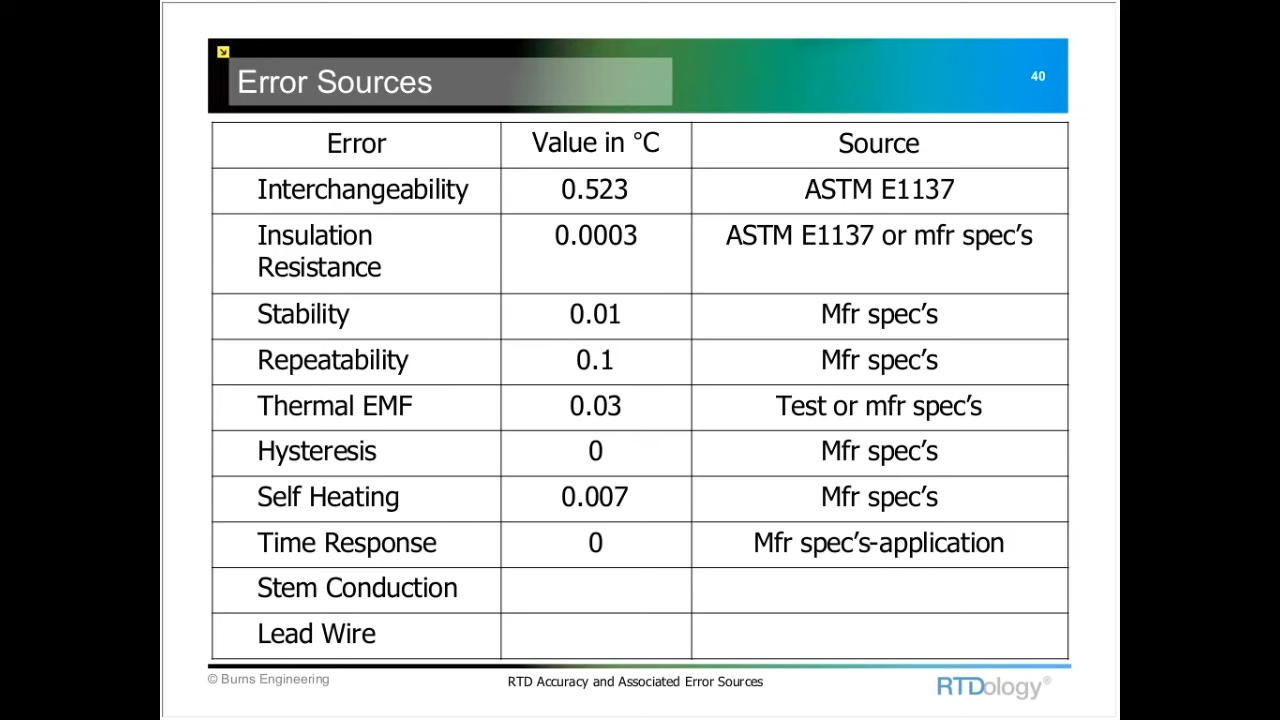 Error Sources
40
Error Value in °C Source
Interchangeability 0.523 ASTM E1137
Insulation 0.0003 ASTM E1137 or mfr spec’s
Resistance
Stability 0.01 Mfr spec’s
Repeatability 0.1 Mfr spec’s
Thermal EMF 0.03 Test or mfr spec’s
Hysteresis 0 Mfr spec’s
Self Heating 0.007 Mfr spec’s
Time Response 0 Mfr spec’s-application
Stem Conduction
Lead Wire
© Burns Engineering
RTD Accuracy and Associated Error Sources
RTDology®